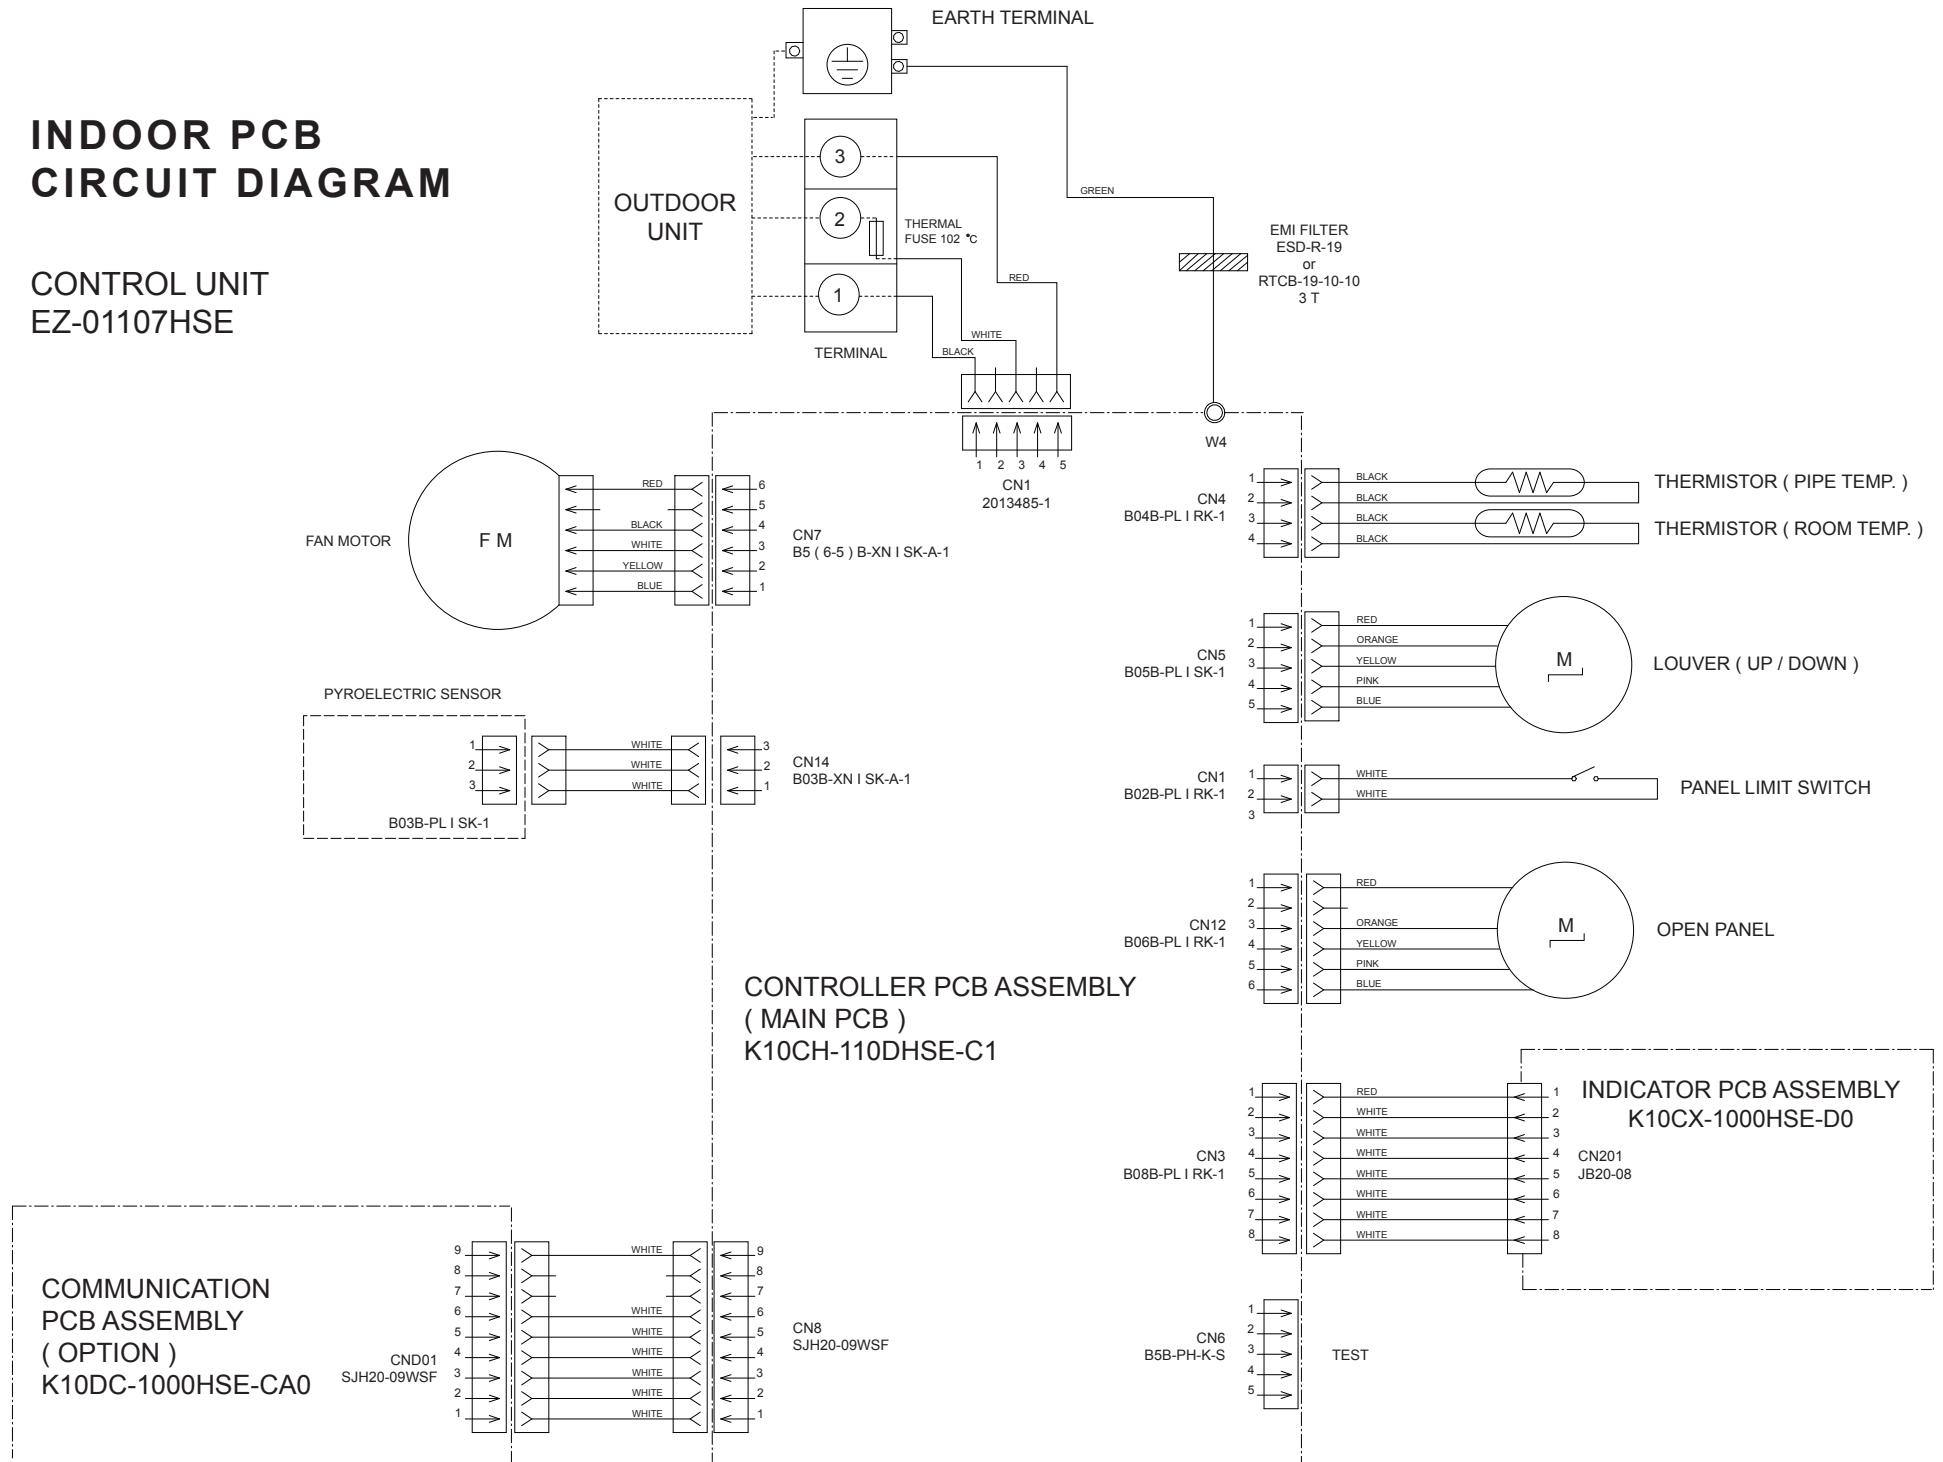 EARTH TERMINAL
INDOOR PCB
CIRCUIT DIAGRAM
CONTROL UNIT
EZ-01107HSE
OUTDOOR
UNIT
3
2
1
THERMAL
FUSE 102 °C
TERMINAL
RED
WHITE
BLACK
GREEN
EMI FILTER
ESD-R-19
or
RTCB-19-10-10
3 T
W4
1 2 3 4 5
CN1
2013485-1
FAN MOTOR
F M
RED
BLACK
WHITE
YELLOW
BLUE
6
5
4
3
2
1
CN7
B5 ( 6-5 ) B-XN I SK-A-1
CN4
B04B-PL I RK-1
1
2
3
4
BLACK
BLACK
BLACK
BLACK
THERMISTOR ( PIPE TEMP. )
THERMISTOR ( ROOM TEMP. )
CN5
B05B-PL I SK-1
1
2
3
4
5
RED
ORANGE
YELLOW
PINK
BLUE
M
LOUVER ( UP / DOWN )
PYROELECTRIC SENSOR
1
2
3
B03B-PL I SK-1
WHITE
WHITE
WHITE
3
2
1
CN14
B03B-XN I SK-A-1
CN1
B02B-PL I RK-1
1
2
3
WHITE
WHITE
PANEL LIMIT SWITCH
CN12
B06B-PL I RK-1
1
2
3
4
5
6
RED
ORANGE
YELLOW
PINK
BLUE
M
OPEN PANEL
CONTROLLER PCB ASSEMBLY
( MAIN PCB )
K10CH-110DHSE-C1
CN3
B08B-PL I RK-1
1
2
3
4
5
6
7
8
RED
WHITE
WHITE
WHITE
WHITE
WHITE
WHITE
WHITE
1
2
3
4
5
6
7
8
INDICATOR PCB ASSEMBLY
K10CX-1000HSE-D0
CN201
JB20-08
COMMUNICATION
PCB ASSEMBLY
( OPTION )
K10DC-1000HSE-CA0
CND01
SJH20-09WSF
9
8
7
6
5
4
3
2
1
WHITE
WHITE
WHITE
WHITE
WHITE
WHITE
WHITE
9
8
7
6
5
4
3
2
1
CN8
SJH20-09WSF
CN6
B5B-PH-K-S
1
2
3
4
5
TEST